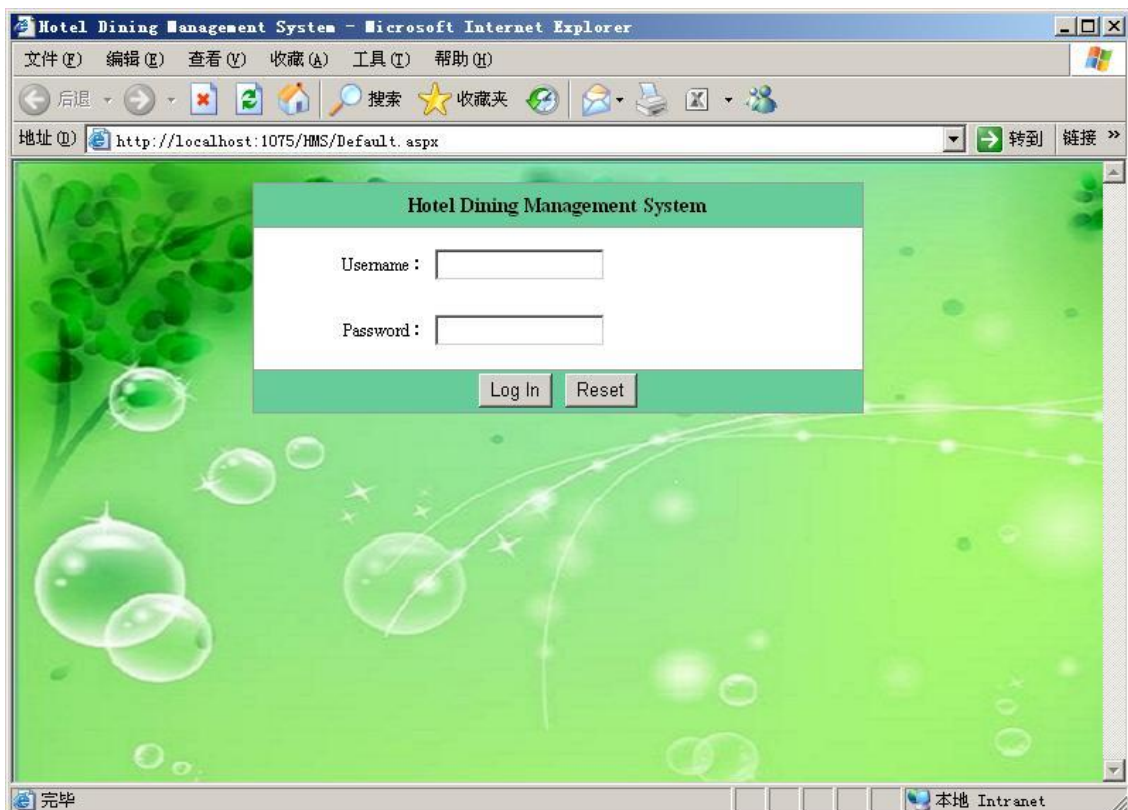 Hotel Dining Management System - Microsoft Internet Explorer
文件(F) 编辑(E) 查看(V) 收藏(A) 工具(T) 帮助(H)
后退 搜索 收藏夹
地址(D) http://localhost:1075/HMS/Default.aspx 转到 链接 »
Hotel Dining Management System
Username：
Password：
Log In Reset
完毕 本地 Intranet